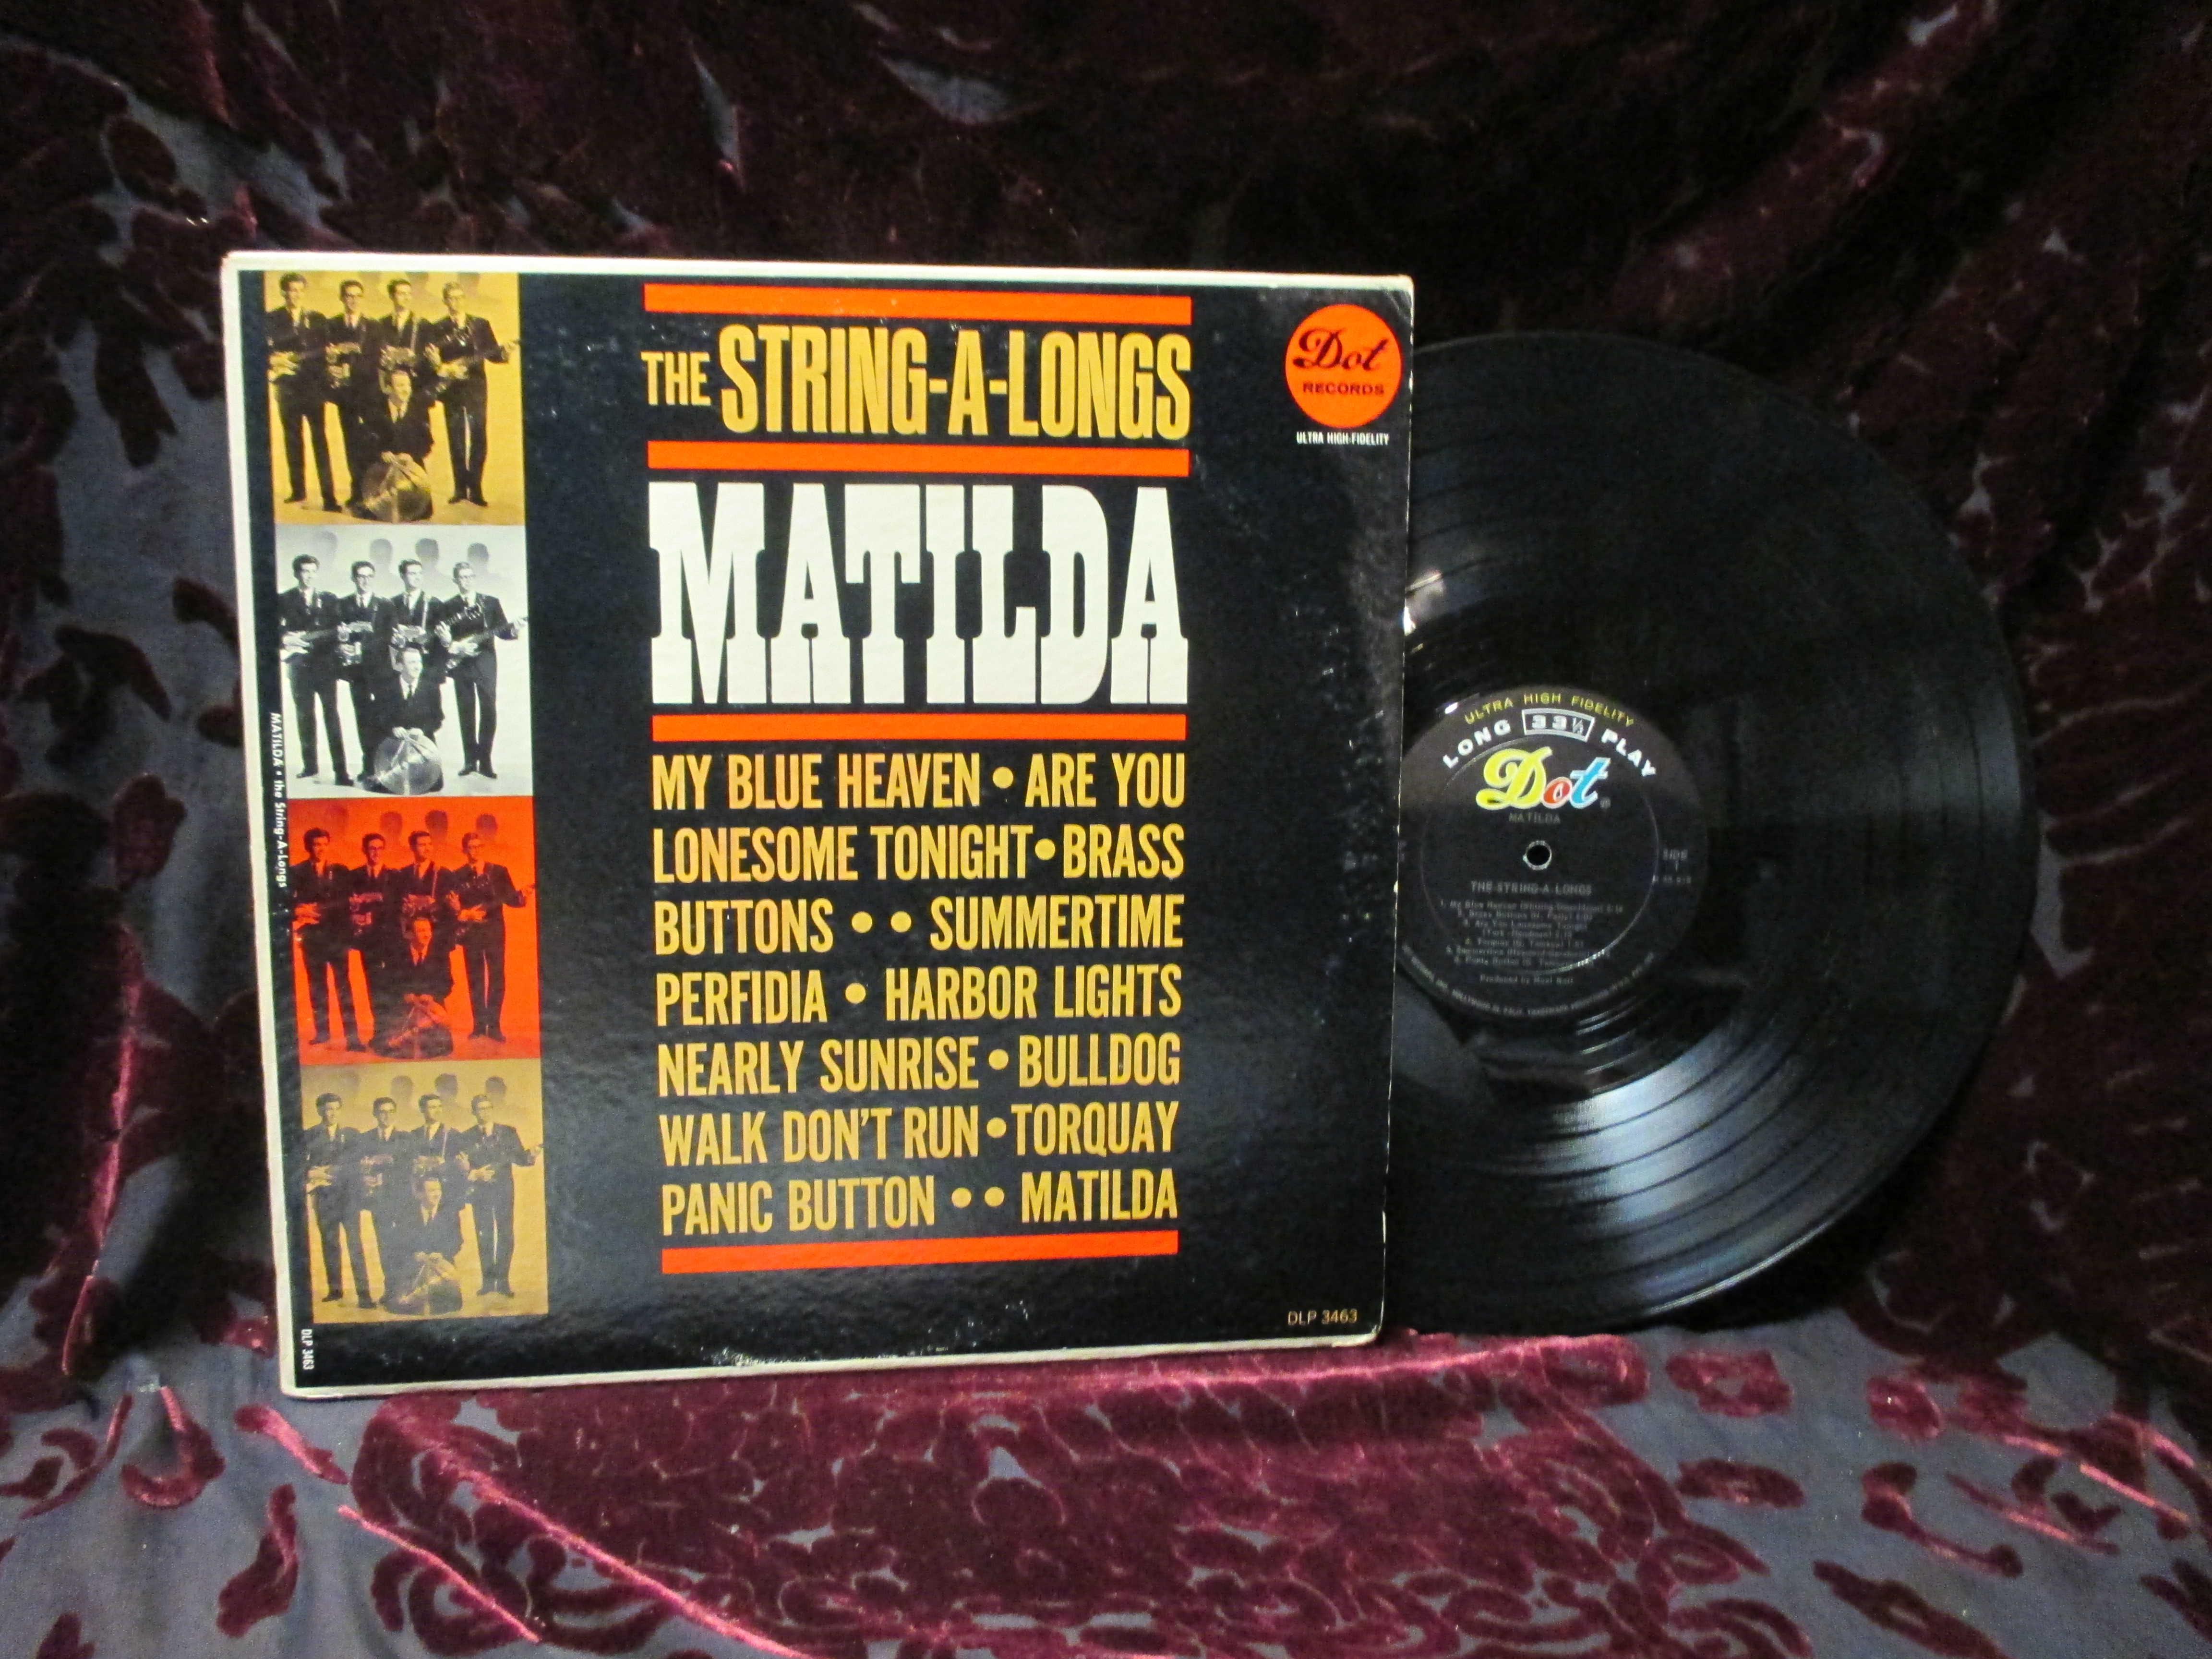 THE STRING-A-LONGS
Dot
RECORDS
ULTRA HIGH-FIDELITY
MATILDA
MY BLUE HEAVEN • ARE YOU
LONESOME TONIGHT • BRASS
BUTTONS • • SUMMERTIME
PERFIDIA • HARBOR LIGHTS
NEARLY SUNRISE • BULLDOG
WALK DON'T RUN • TORQUAY
PANIC BUTTON • • MATILDA
DLP 3463
MATILDA • the String-A-Longs
DLP 3463
ULTRA HIGH FIDELITY
LONG 33⅓ PLAY
Dot
MATILDA
SIDE
1
THE STRING-A-LONGS